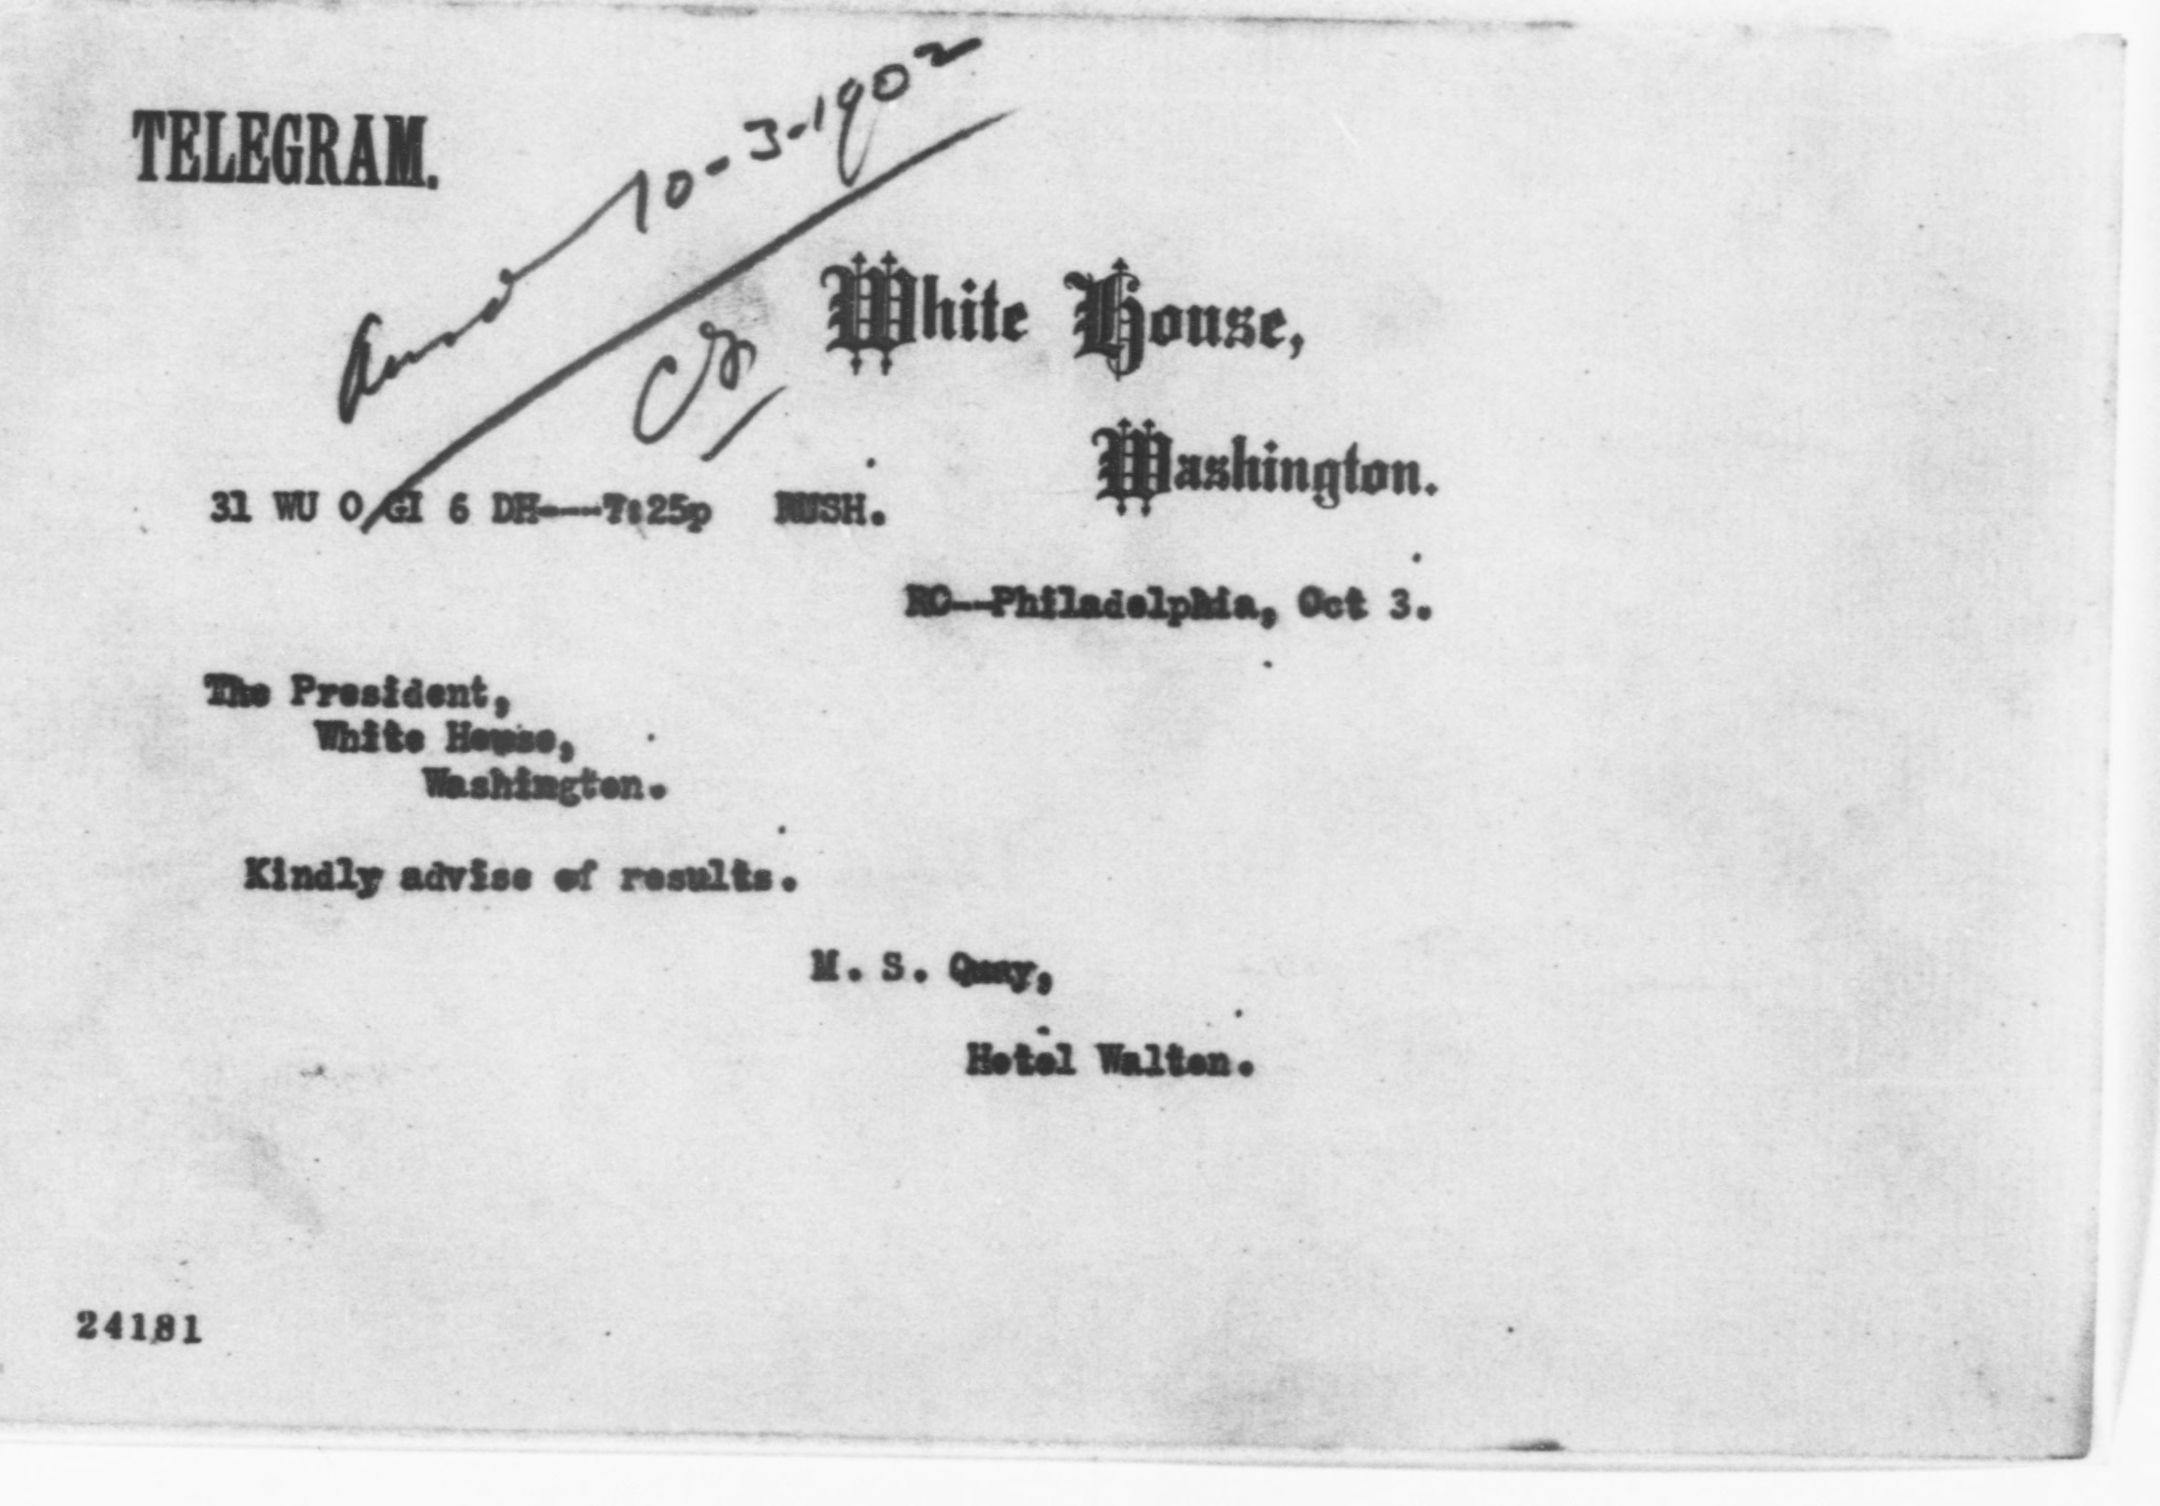 TELEGRAM.
10-3-1902
White House,
Washington.
31 WU O GI 6 DH----7:25p RUSH.
RC--Philadelphia, Oct 3.
The President,
White House,
Washington.
Kindly advise of results.
M. S. Quay,
Hotel Walton.
24181